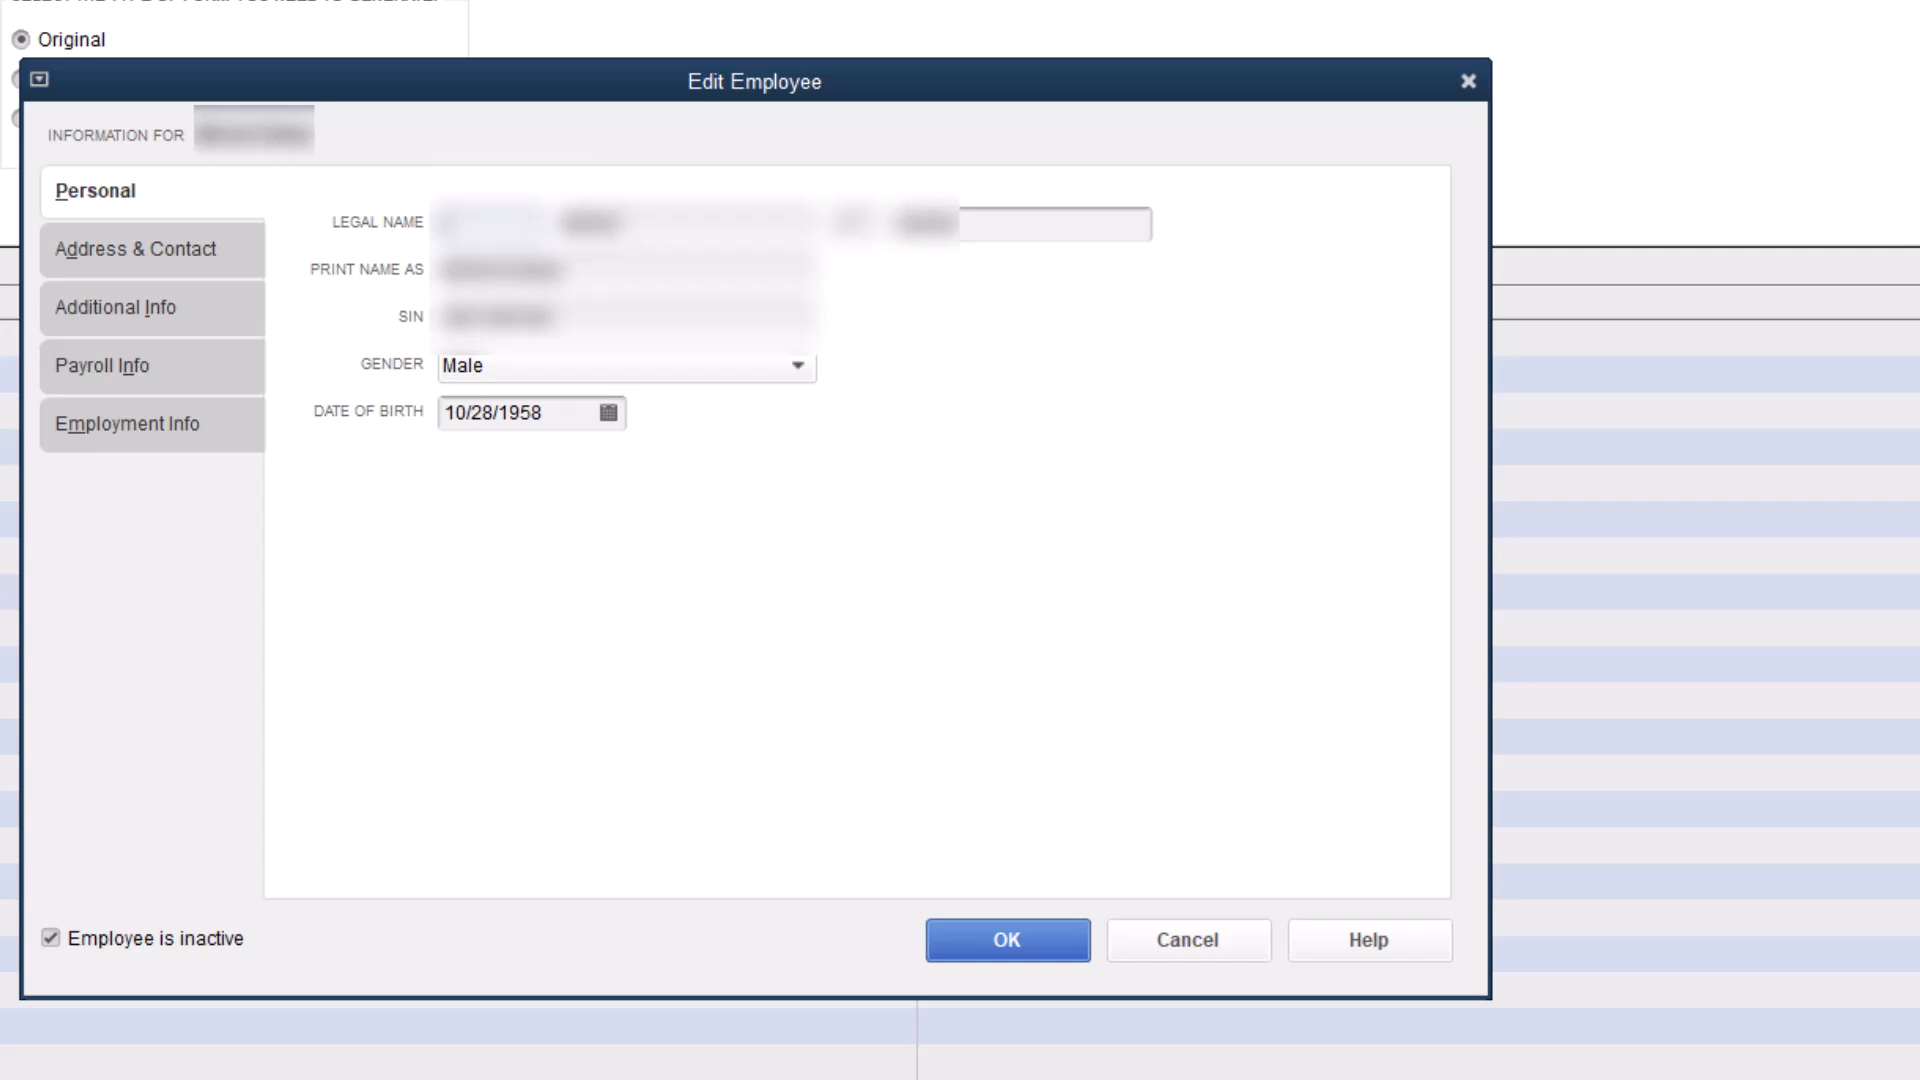 Original
Edit Employee
INFORMATION FOR
Personal
Address & Contact
Additional Info
Payroll Info
Employment Info
LEGAL NAME
PRINT NAME AS
SIN
GENDER Male
DATE OF BIRTH 10/28/1958
Employee is inactive
OK Cancel Help